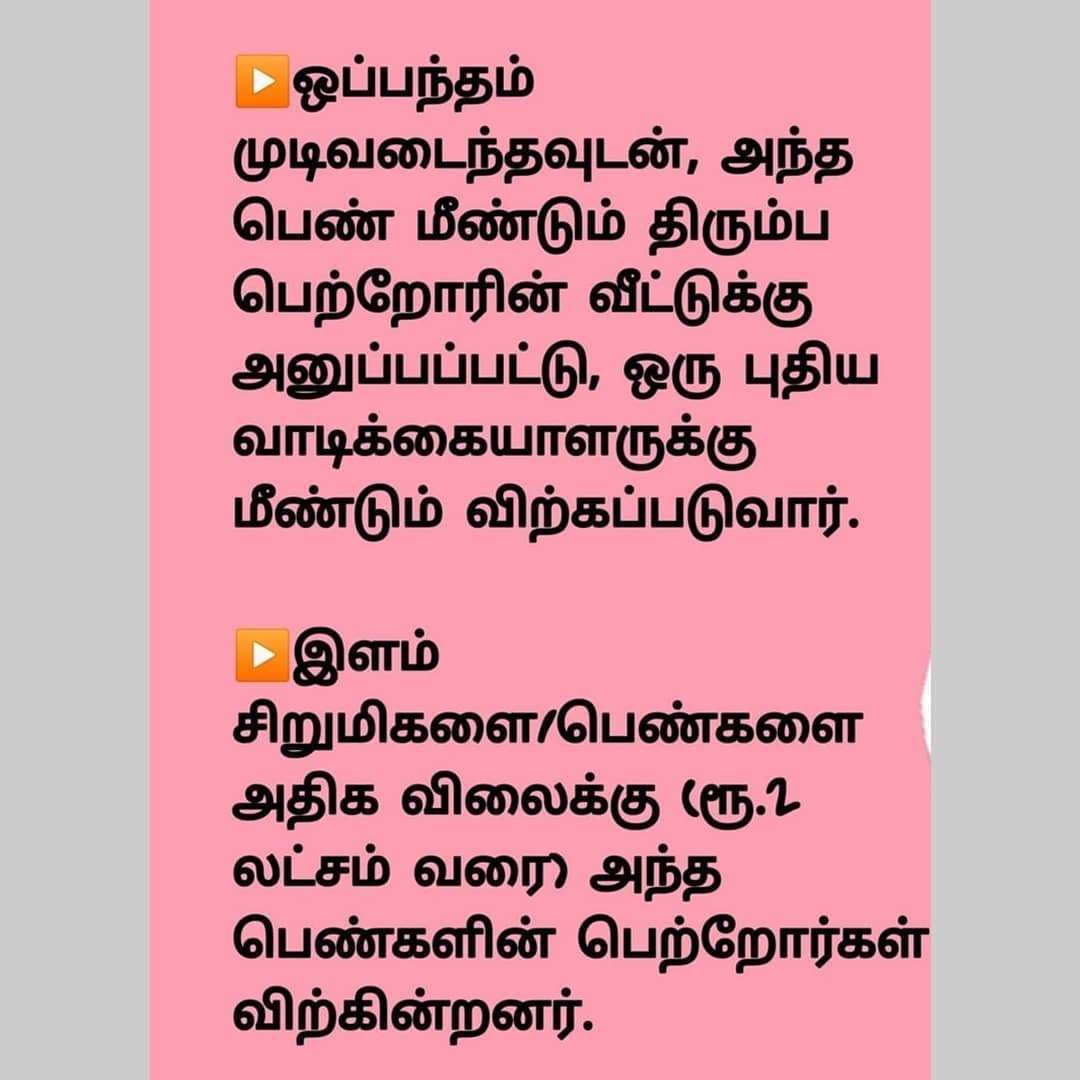 ▶️ஒப்பந்தம்
முடிவடைந்தவுடன், அந்த
பெண் மீண்டும் திரும்ப
பெற்றோரின் வீட்டுக்கு
அனுப்பப்பட்டு, ஒரு புதிய
வாடிக்கையாளருக்கு
மீண்டும் விற்கப்படுவார்.
▶️இளம்
சிறுமிகளை/பெண்களை
அதிக விலைக்கு (ரூ.2
லட்சம் வரை) அந்த
பெண்களின் பெற்றோர்கள்
விற்கின்றனர்.